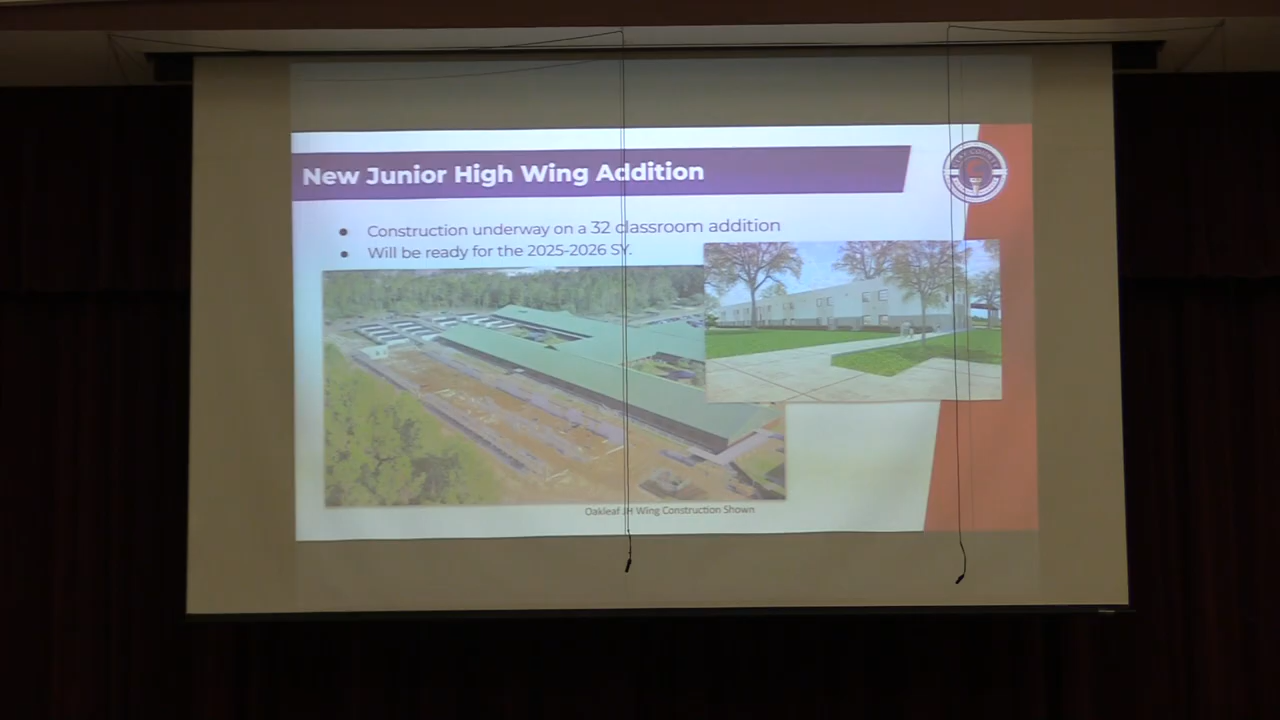 New Junior High Wing Addition
Construction underway on a 32 classroom addition
Will be ready for the 2025-2026 SY.
Oakleaf JH Wing Construction Shown